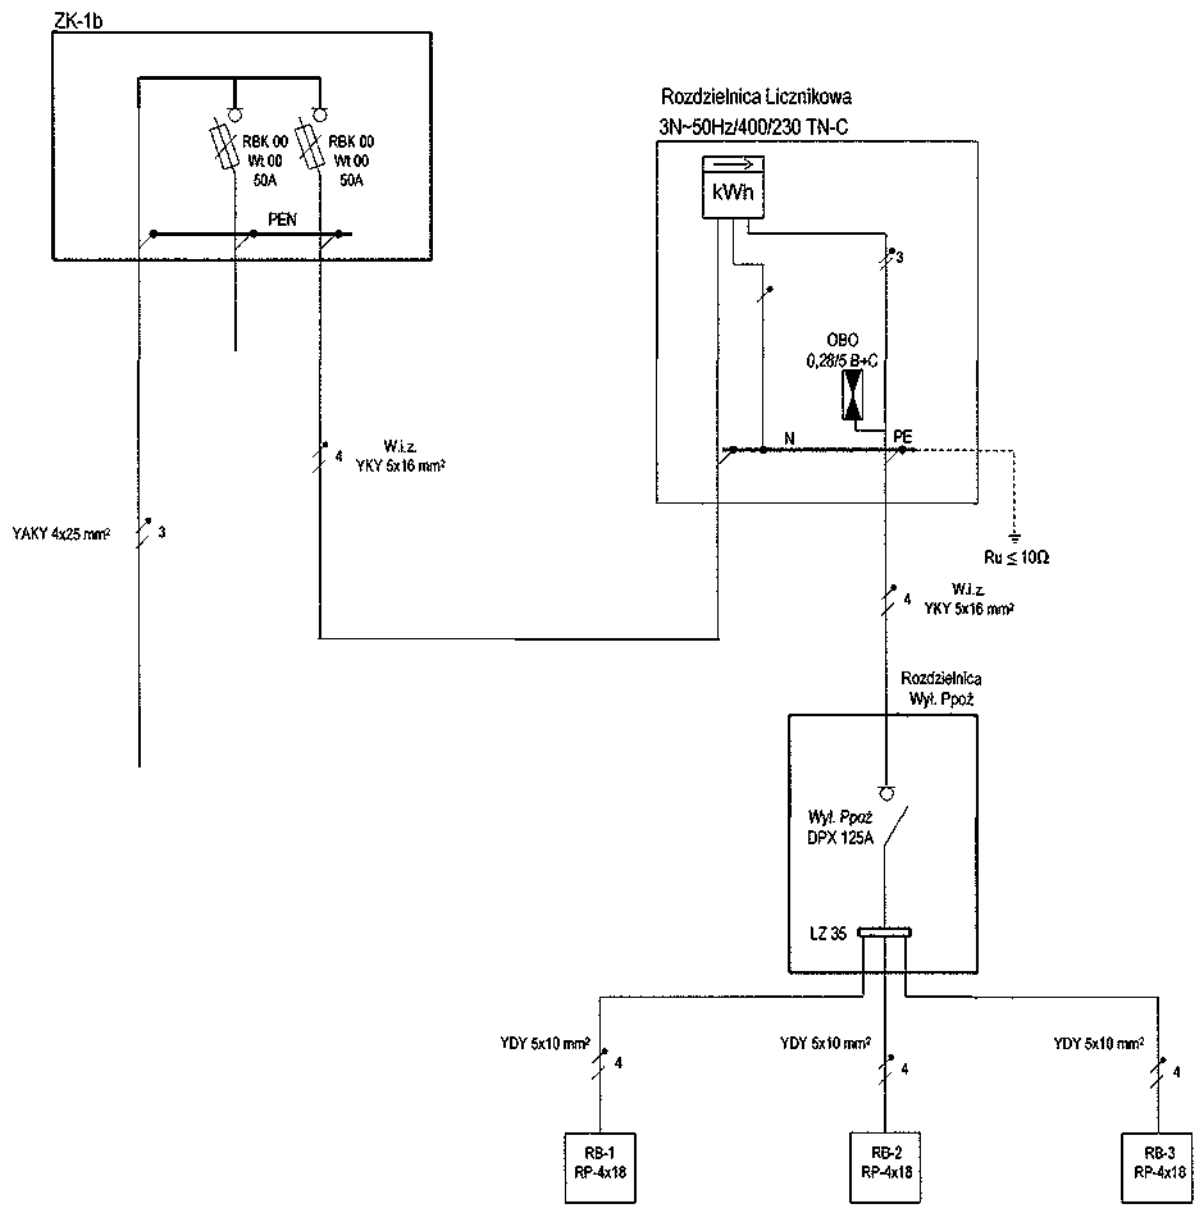 ZK-1b
RBK 00
Wt 00
50A
RBK 00
Wt 00
50A
PEN
Rozdzielnica Licznikowa
3N~50Hz/400/230 TN-C
kWh
3
OBO
0,28/5 B+C
N
PE
W.l.z.
YKY 5x16 mm²
4
YAKY 4x25 mm²
3
Ru ≤ 10Ω
W.l.z.
YKY 5x16 mm²
4
Rozdzielnica
Wył. Ppoż
Wył. Ppoż
DPX 125A
LZ 35
YDY 5x10 mm²
4
YDY 5x10 mm²
4
YDY 5x10 mm²
4
RB-1
RP-4x18
RB-2
RP-4x18
RB-3
RP-4x18